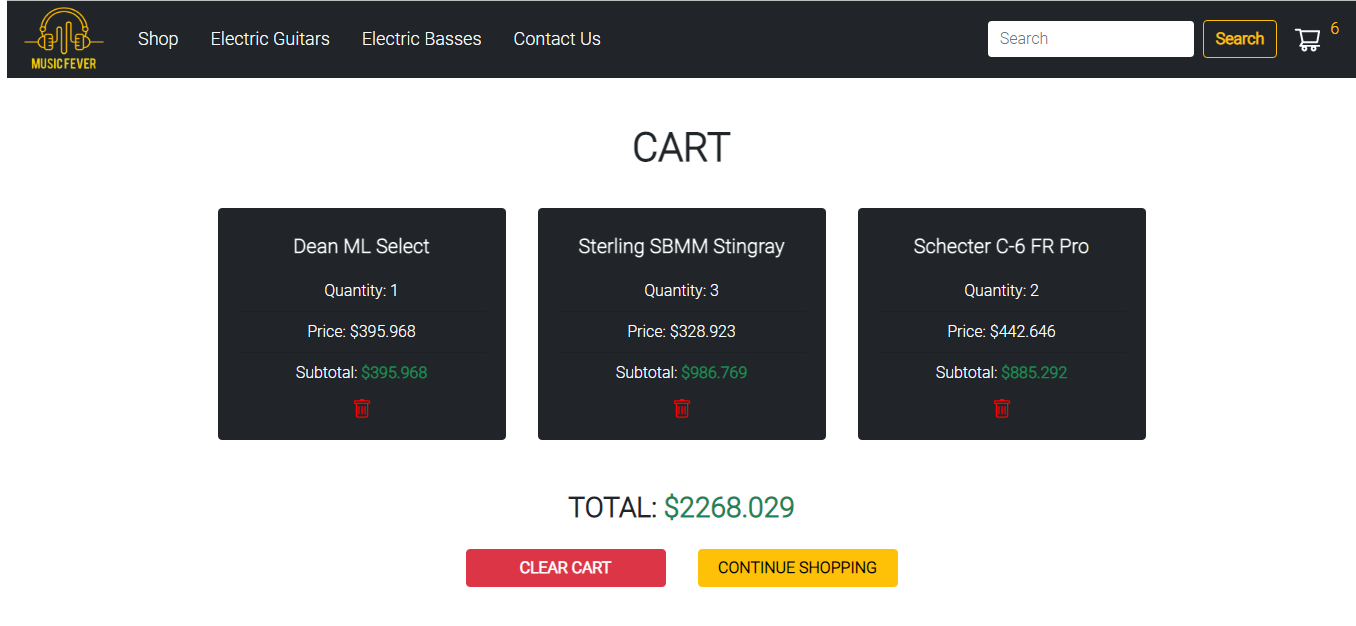 MUSICFEVER
Shop Electric Guitars Electric Basses Contact Us Search Search 6
CART
Dean ML Select
Quantity: 1
Price: $395.968
Subtotal: $395.968
Sterling SBMM Stingray
Quantity: 3
Price: $328.923
Subtotal: $986.769
Schecter C-6 FR Pro
Quantity: 2
Price: $442.646
Subtotal: $885.292
TOTAL: $2268.029
CLEAR CART
CONTINUE SHOPPING